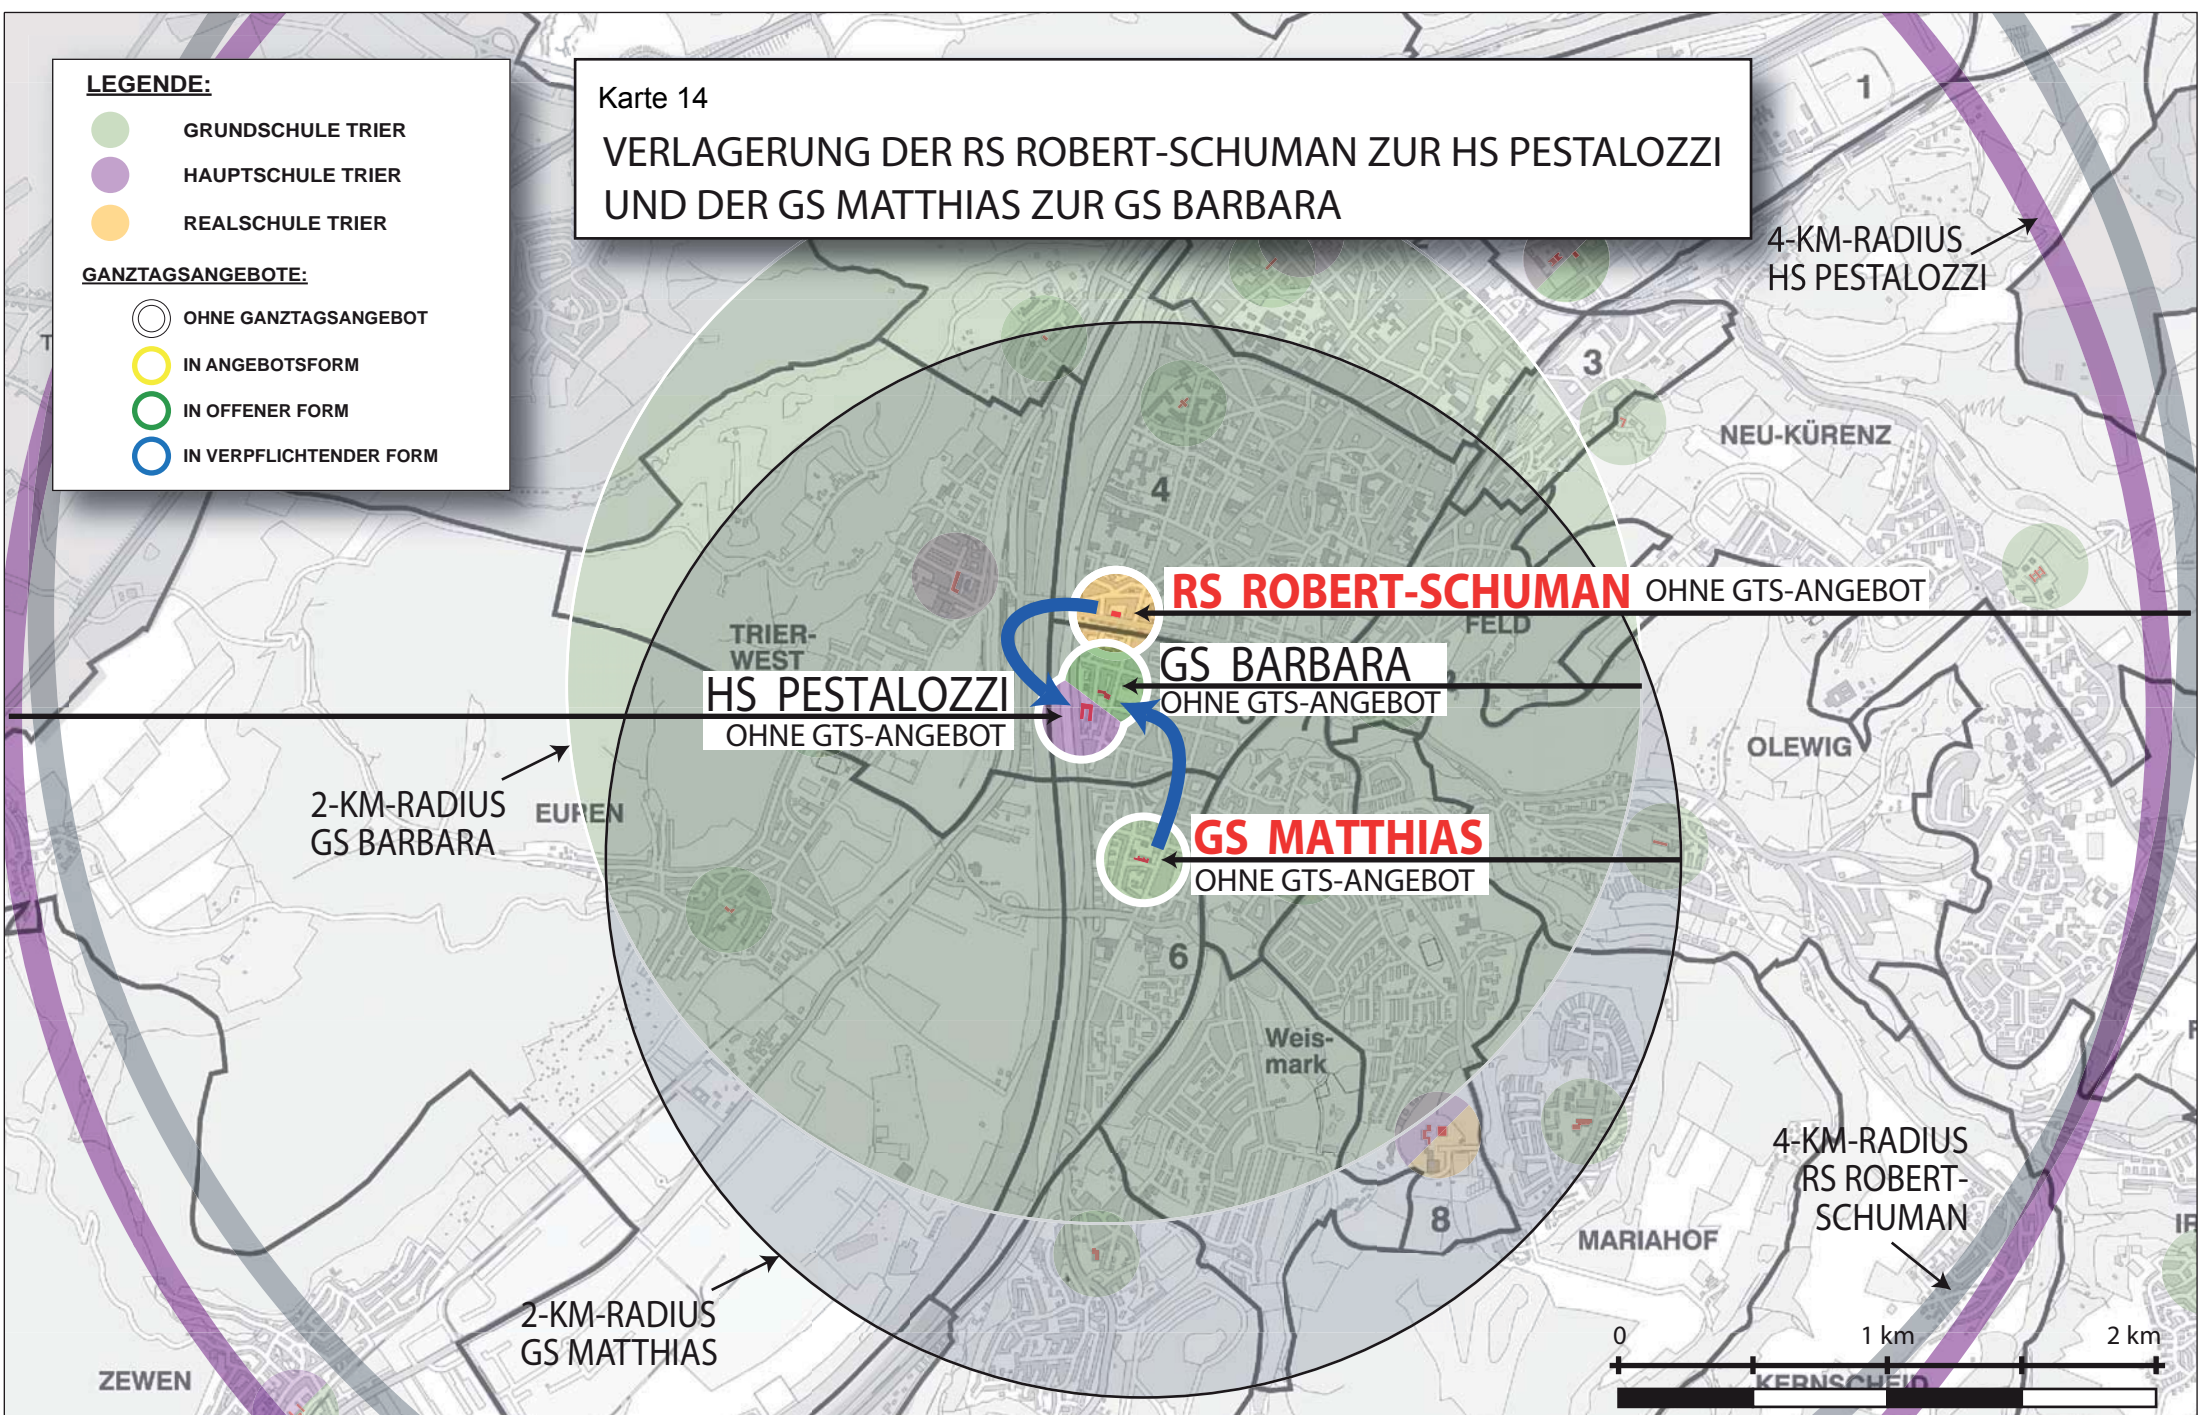 LEGENDE:
GRUNDSCHULE TRIER
HAUPTSCHULE TRIER
REALSCHULE TRIER
GANZTAGSANGEBOTE:
OHNE GANZTAGSANGEBOT
IN ANGEBOTSFORM
IN OFFENER FORM
IN VERPFLICHTENDER FORM
Karte 14
VERLAGERUNG DER RS ROBERT-SCHUMAN ZUR HS PESTALOZZI
UND DER GS MATTHIAS ZUR GS BARBARA
1
4-KM-RADIUS
HS PESTALOZZI
3
NEU-KÜRENZ
4
RS ROBERT-SCHUMAN OHNE GTS-ANGEBOT
FELD
TRIER-
WEST
GS BARBARA
OHNE GTS-ANGEBOT
HS PESTALOZZI
OHNE GTS-ANGEBOT
OLEWIG
2-KM-RADIUS
GS BARBARA
EUREN
GS MATTHIAS
OHNE GTS-ANGEBOT
6
Weis-
mark
4-KM-RADIUS
RS ROBERT-
SCHUMAN
8
MARIAHOF
2-KM-RADIUS
GS MATTHIAS
ZEWEN
0 1 km 2 km
KERNSCHEID